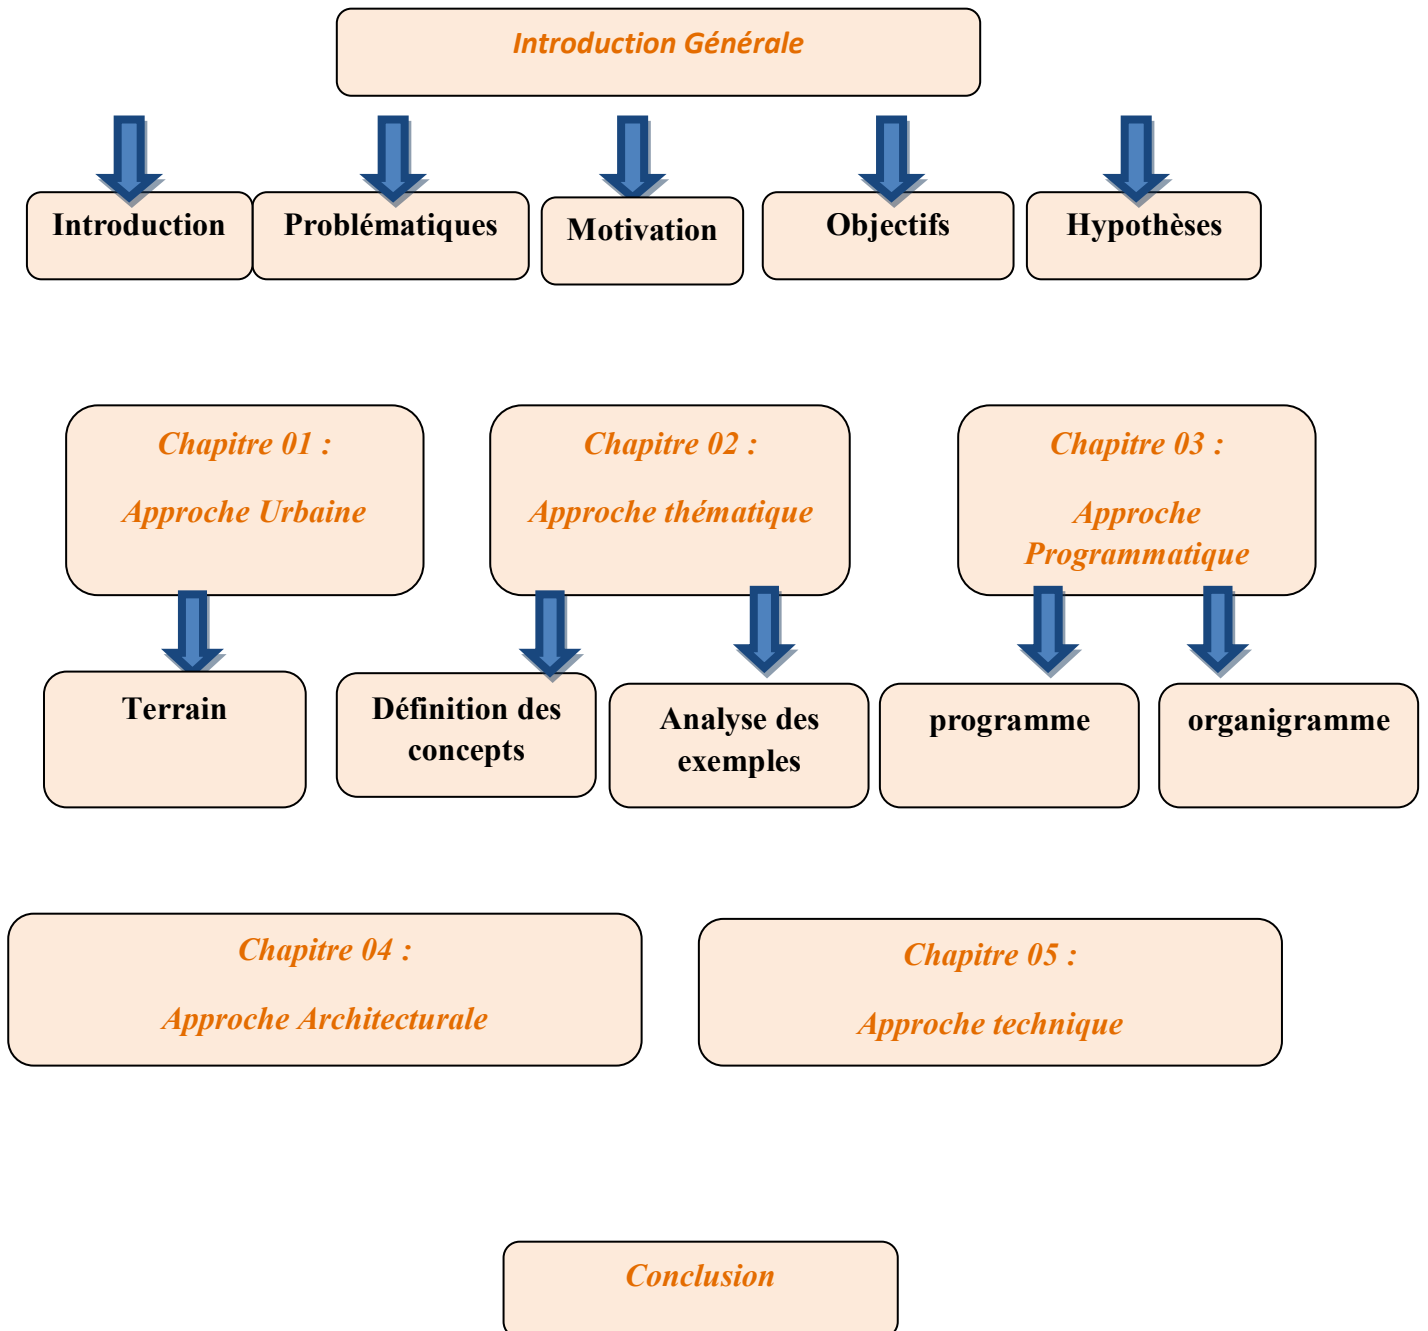 Introduction Générale
Introduction
Problématiques
Motivation
Objectifs
Hypothèses
Chapitre 01 :
Approche Urbaine
Chapitre 02 :
Approche thématique
Chapitre 03 :
Approche
Programmatique
Terrain
Définition des
concepts
Analyse des
exemples
programme
organigramme
Chapitre 04 :
Approche Architecturale
Chapitre 05 :
Approche technique
Conclusion